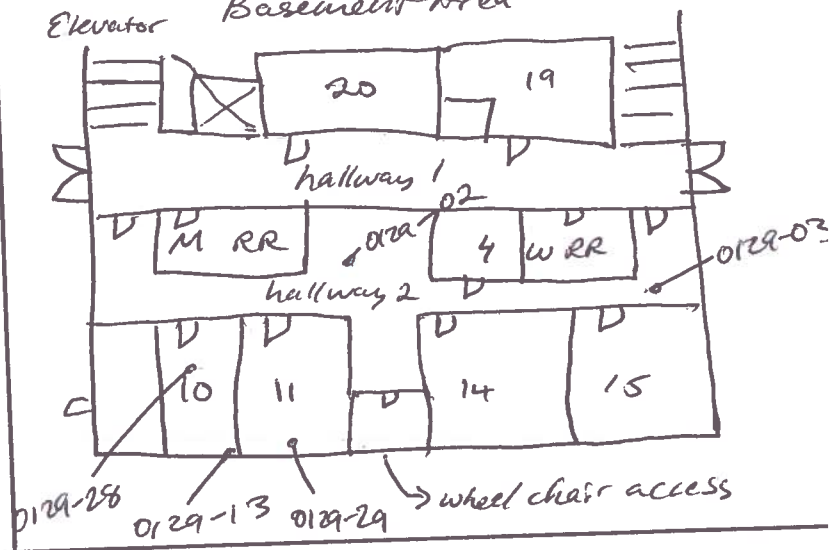 Basement Area
Elevator
20
19
hallway 1
M RR
0129-02
4
W RR
0129-03
hallway 2
10
11
14
15
0129-28
0129-13
0129-29
wheel chair access